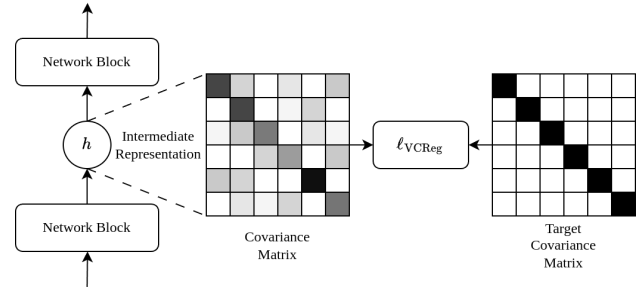 Network Block
h
Intermediate
Representation
ℓVCReg
Network Block
Covariance
Matrix
Target
Covariance
Matrix